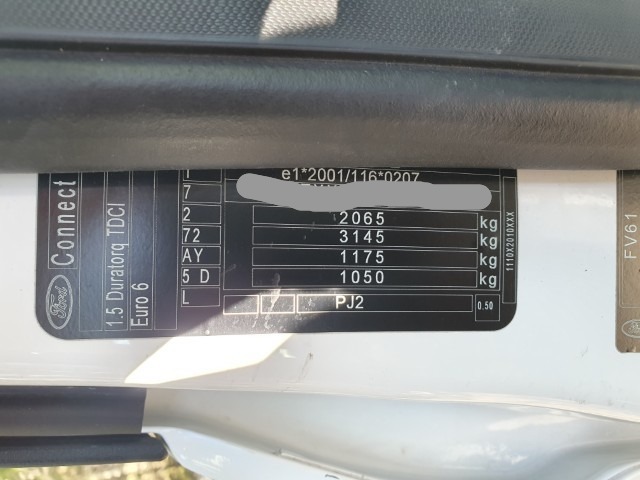 Ford
Connect
1.5 Duratorq TDCI
Euro 6
e1*2001/116*0207
7
2 2065 kg
72 3145 kg
AY 1175 kg
5 D 1050 kg
L PJ2 0.50
1110X2010XXX
FV61